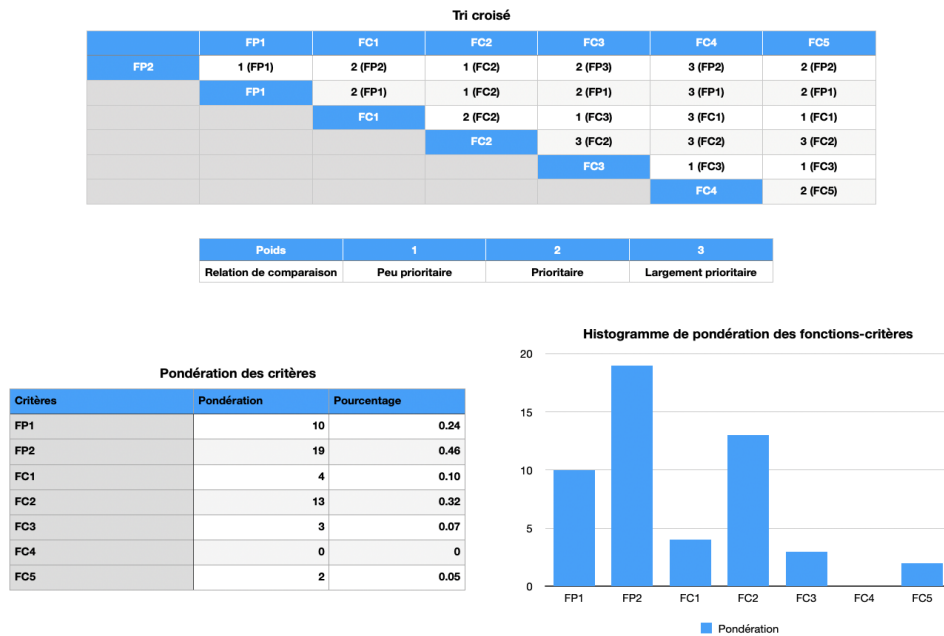 Tri croisé
FP1 FC1 FC2 FC3 FC4 FC5
FP2 1 (FP1) 2 (FP2) 1 (FC2) 2 (FP3) 3 (FP2) 2 (FP2)
FP1 2 (FP1) 1 (FC2) 2 (FP1) 3 (FP1) 2 (FP1)
FC1 2 (FC2) 1 (FC3) 3 (FC1) 1 (FC1)
FC2 3 (FC2) 3 (FC2) 3 (FC2)
FC3 1 (FC3) 1 (FC3)
FC4 2 (FC5)
Poids 1 2 3
Relation de comparaison Peu prioritaire Prioritaire Largement prioritaire
Pondération des critères
Critères Pondération Pourcentage
FP1 10 0.24
FP2 19 0.46
FC1 4 0.10
FC2 13 0.32
FC3 3 0.07
FC4 0 0
FC5 2 0.05
Histogramme de pondération des fonctions-critères
20
15
10
5
0
FP1 FP2 FC1 FC2 FC3 FC4 FC5
Pondération